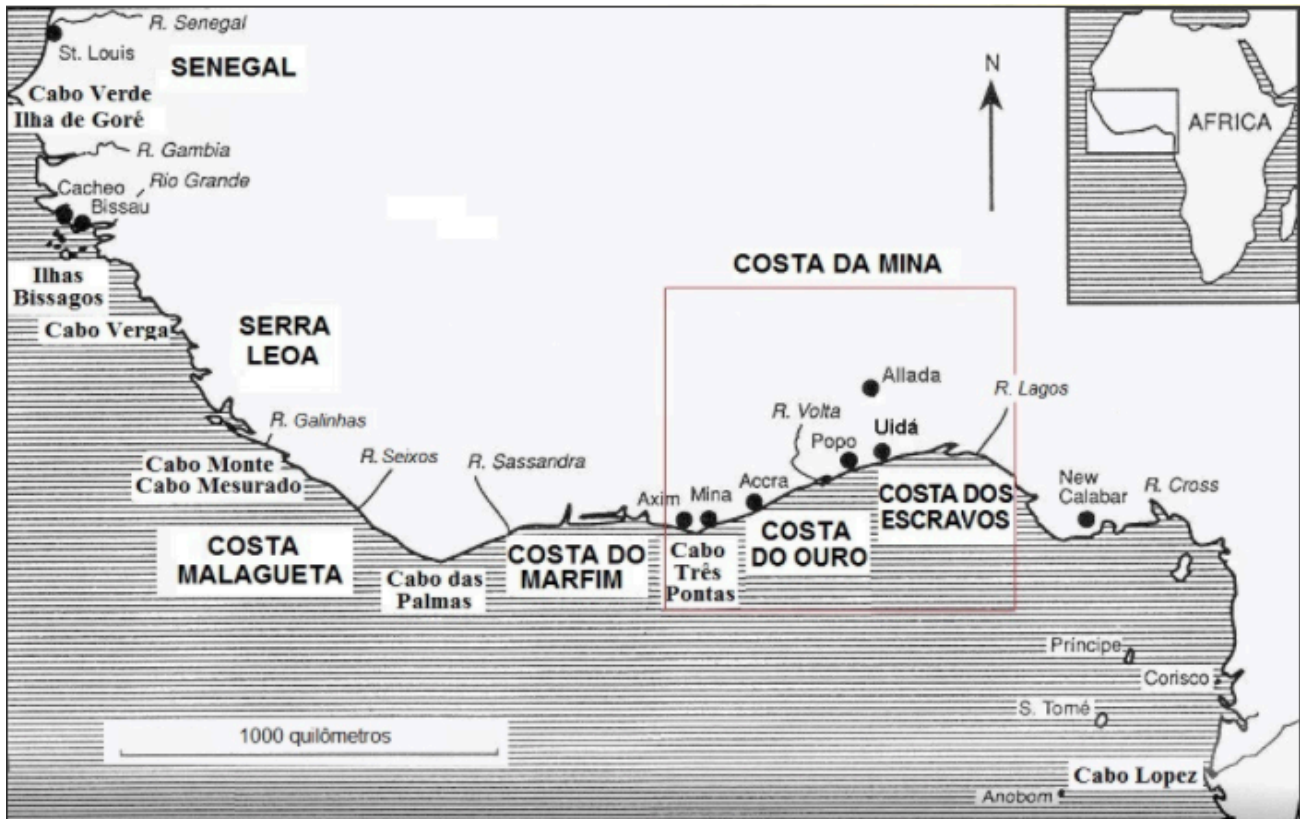 R. Senegal
St. Louis
SENEGAL
Cabo Verde
Ilha de Goré
R. Gambia
Cacheo
Rio Grande
Bissau
Ilhas
Bissagos
Cabo Verga
SERRA
LEOA
R. Galinhas
Cabo Monte
Cabo Mesurado
R. Seixos
R. Sassandra
COSTA
MALAGUETA
Cabo das
Palmas
COSTA DO
MARFIM
N
AFRICA
COSTA DA MINA
Allada
R. Lagos
R. Volta
Uidá
Popo
Accra
Axim
Mina
Cabo
Três
Pontas
COSTA
DO OURO
COSTA DOS
ESCRAVOS
New
Calabar
R. Cross
Príncipe
Corisco
S. Tomé
Cabo Lopez
Anobom
1000 quilômetros